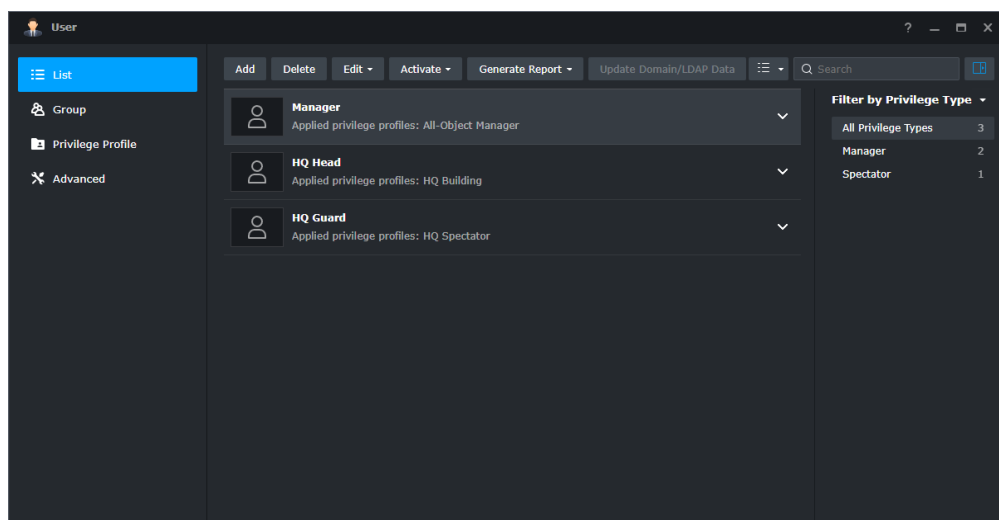 User
List
Group
Privilege Profile
Advanced
Add Delete Edit Activate Generate Report Update Domain/LDAP Data Search
Manager
Applied privilege profiles: All-Object Manager
HQ Head
Applied privilege profiles: HQ Building
HQ Guard
Applied privilege profiles: HQ Spectator
Filter by Privilege Type
All Privilege Types 3
Manager 2
Spectator 1